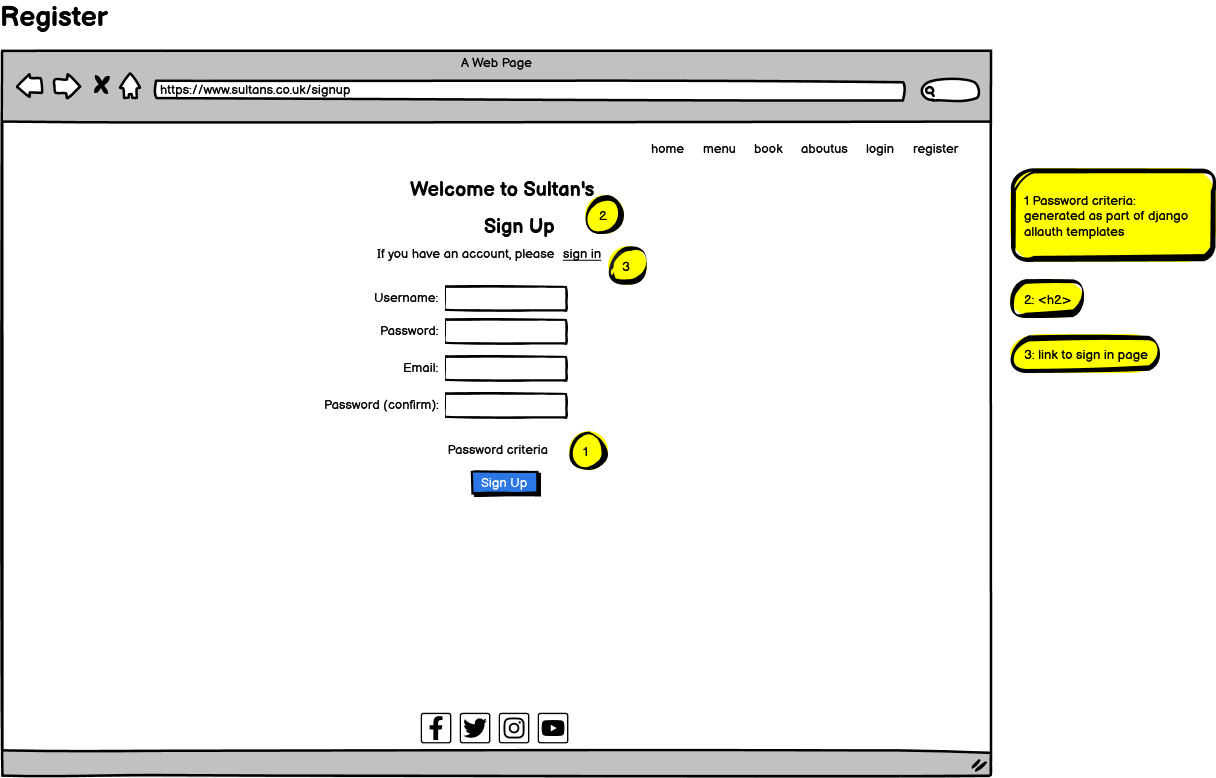 Register
A Web Page
https://www.sultans.co.uk/signup
home menu book aboutus login register
Welcome to Sultan's
Sign Up
2
If you have an account, please sign in
3
Username:
Password:
Email:
Password (confirm):
Password criteria
1
Sign Up
1 Password criteria:
generated as part of django
allauth templates
2: <h2>
3: link to sign in page